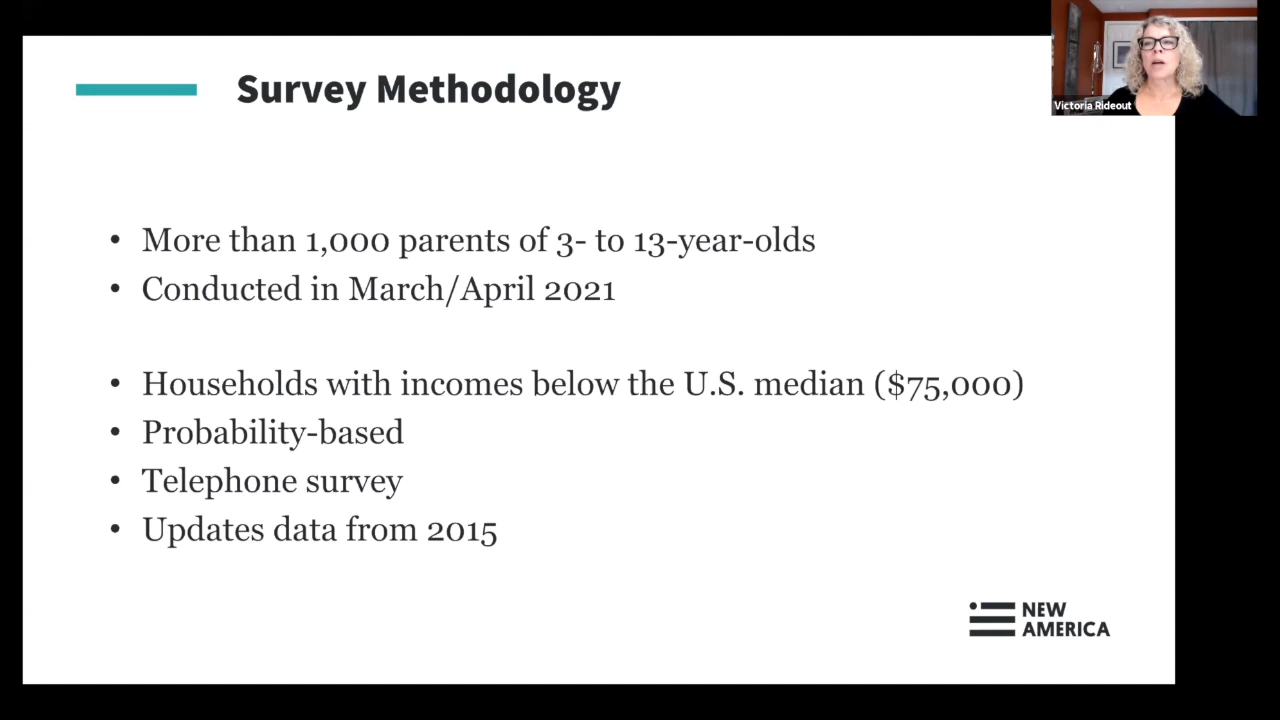 Survey Methodology
Victoria Rideout
• More than 1,000 parents of 3- to 13-year-olds
• Conducted in March/April 2021
• Households with incomes below the U.S. median ($75,000)
• Probability-based
• Telephone survey
• Updates data from 2015
NEW
AMERICA